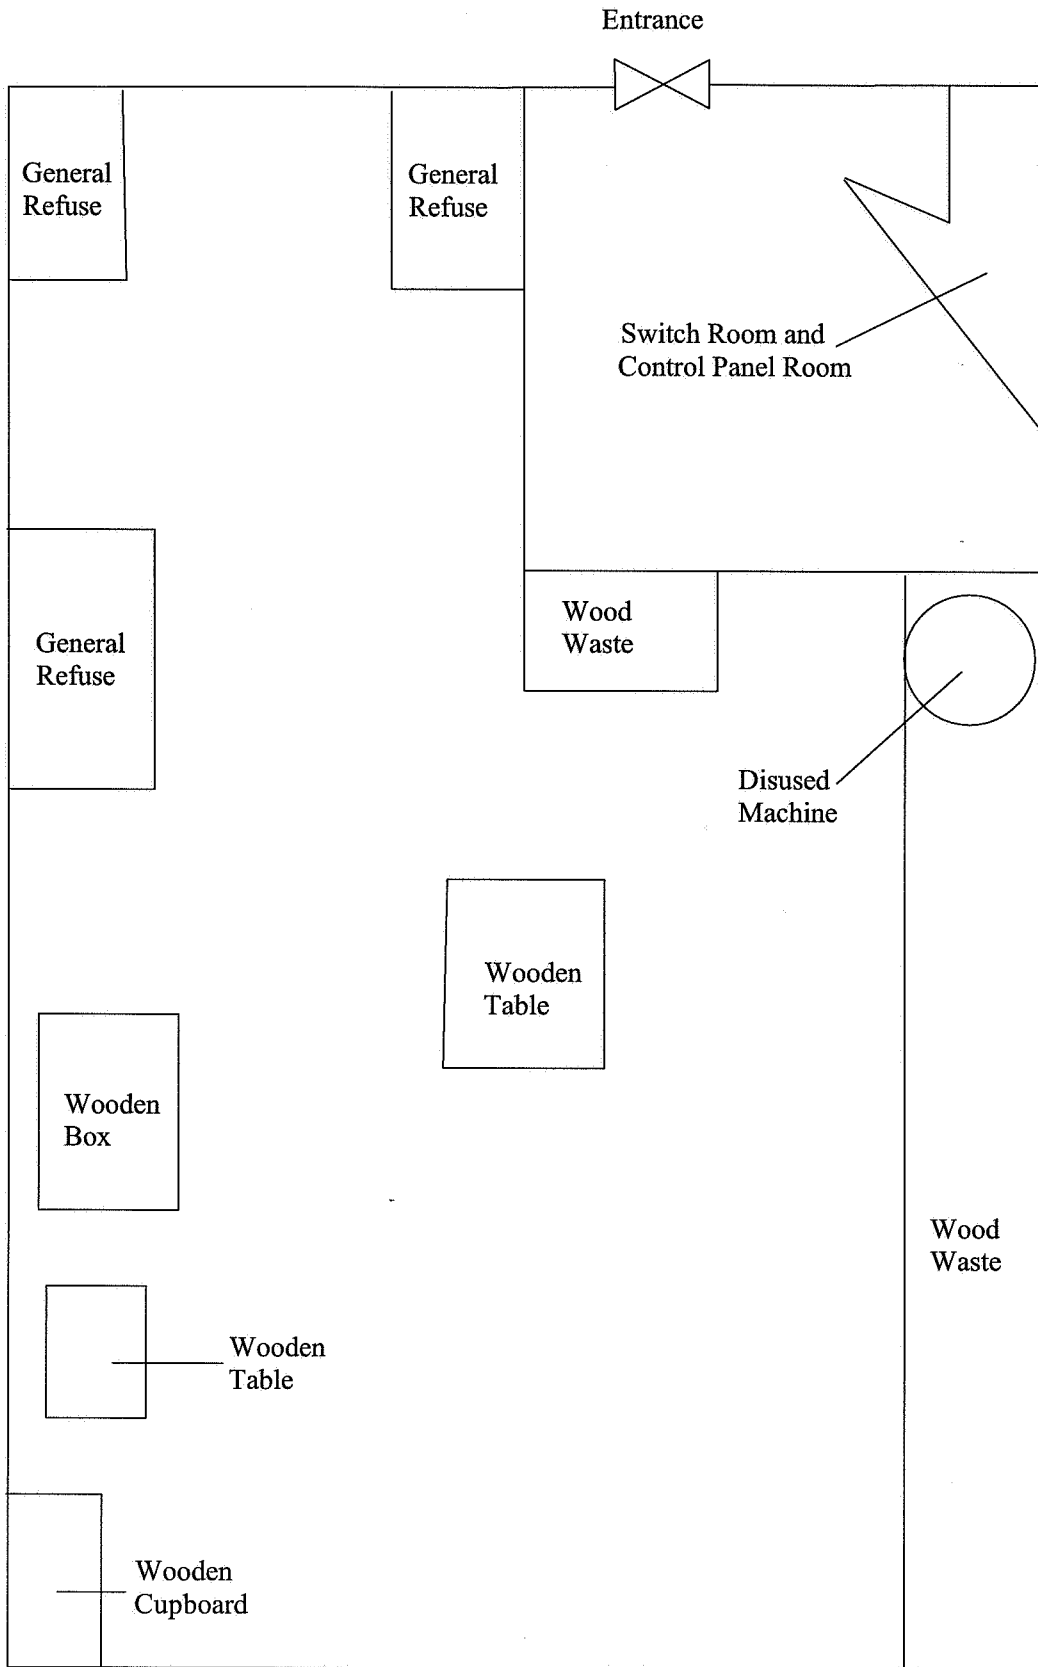 Entrance
General
Refuse
General
Refuse
Switch Room and
Control Panel Room
Wood
Waste
General
Refuse
Disused
Machine
Wooden
Table
Wooden
Box
Wood
Waste
Wooden
Table
Wooden
Cupboard